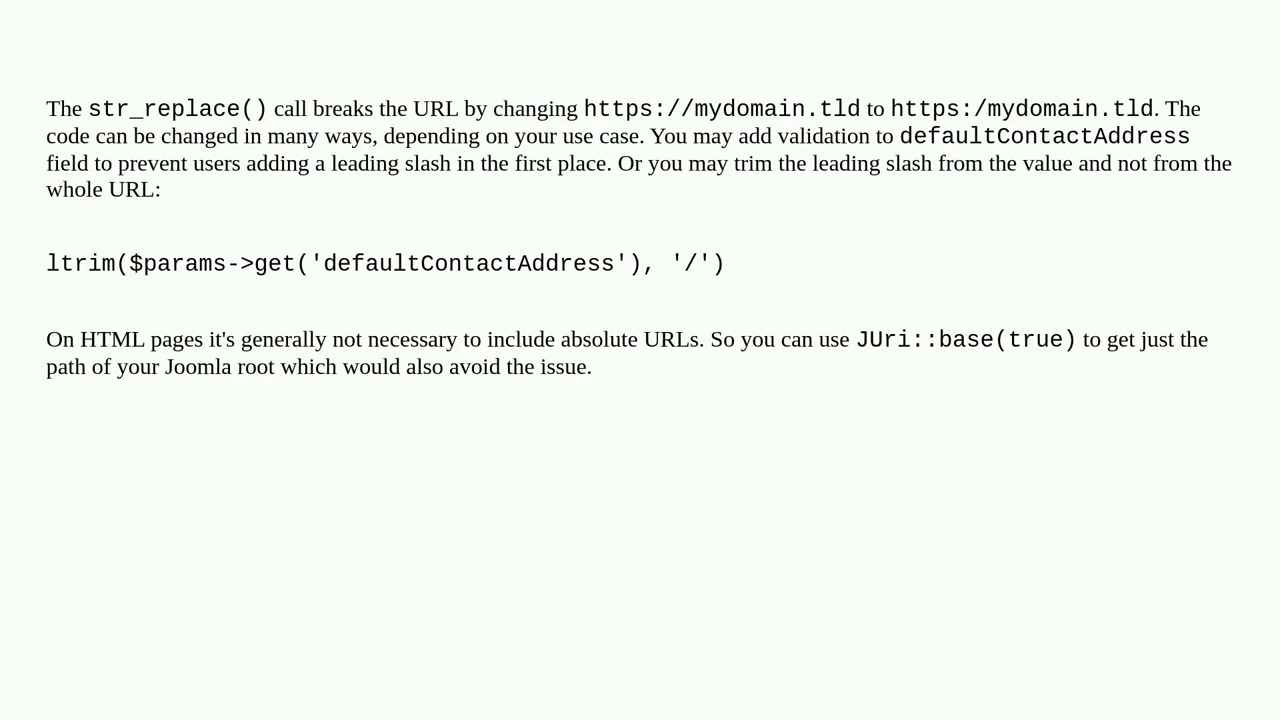 The str_replace() call breaks the URL by changing https://mydomain.tld to https:/mydomain.tld. The
code can be changed in many ways, depending on your use case. You may add validation to defaultContactAddress
field to prevent users adding a leading slash in the first place. Or you may trim the leading slash from the value and not from the
whole URL:
ltrim($params->get('defaultContactAddress'), '/')
On HTML pages it's generally not necessary to include absolute URLs. So you can use JUri::base(true) to get just the
path of your Joomla root which would also avoid the issue.